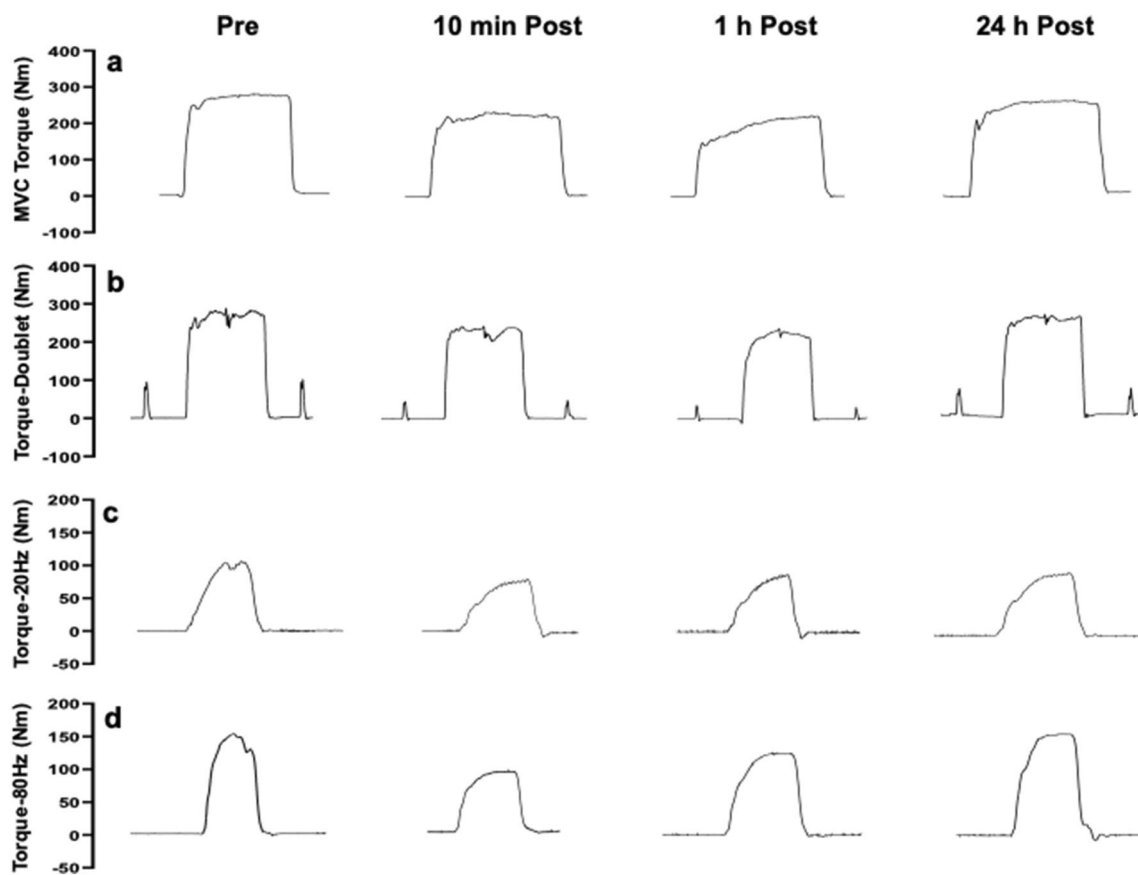 Pre 10 min Post 1 h Post 24 h Post
a
MVC Torque (Nm)
400
300
200
100
0
-100
b
Torque-Doublet (Nm)
400
300
200
100
0
-100
c
Torque-20Hz (Nm)
200
150
100
50
0
-50
d
Torque-80Hz (Nm)
200
150
100
50
0
-50